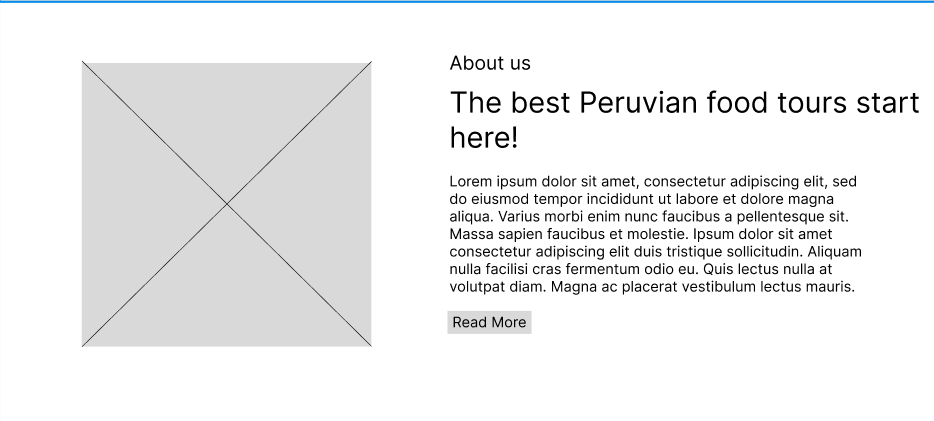 About us
The best Peruvian food tours start
here!
Lorem ipsum dolor sit amet, consectetur adipiscing elit, sed
do eiusmod tempor incididunt ut labore et dolore magna
aliqua. Varius morbi enim nunc faucibus a pellentesque sit.
Massa sapien faucibus et molestie. Ipsum dolor sit amet
consectetur adipiscing elit duis tristique sollicitudin. Aliquam
nulla facilisi cras fermentum odio eu. Quis lectus nulla at
volutpat diam. Magna ac placerat vestibulum lectus mauris.
Read More